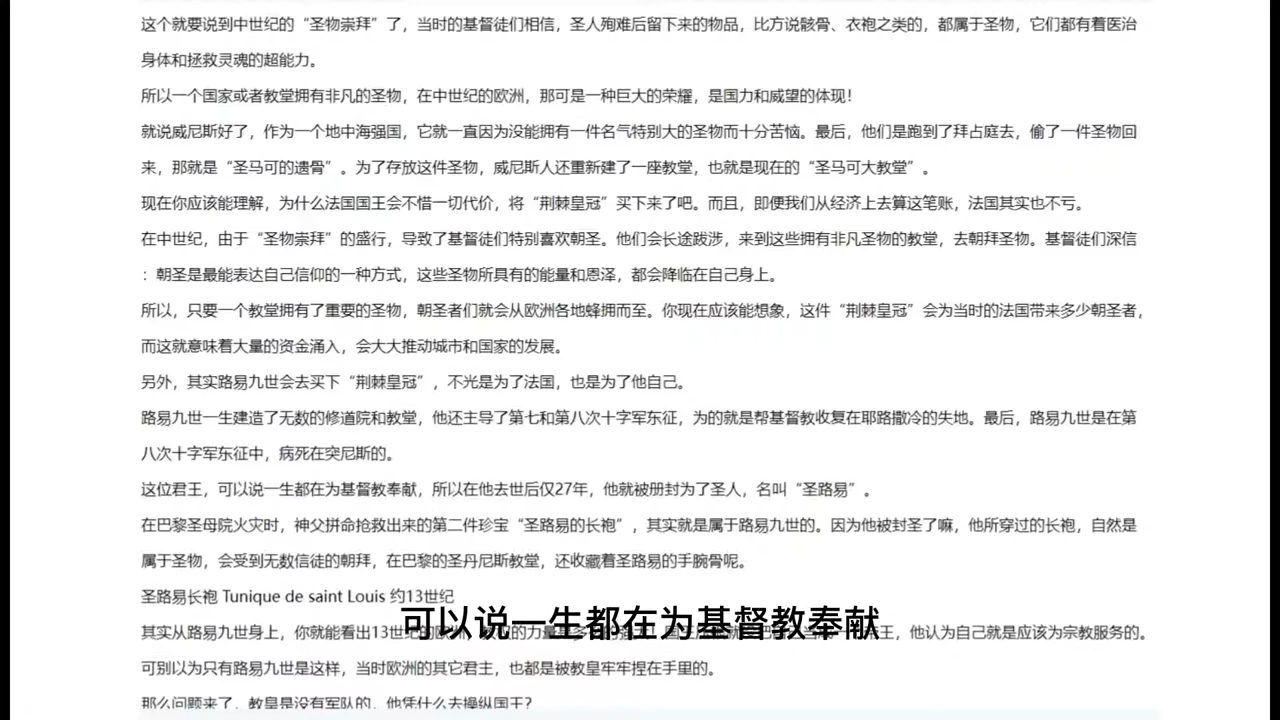 这个就要说到中世纪的“圣物崇拜”了，当时的基督徒们相信，圣人殉难后留下来的物品，比方说骸骨、衣袍之类的，都属于圣物，它们都有着医治
身体和拯救灵魂的超能力。
所以一个国家或者教堂拥有非凡的圣物，在中世纪的欧洲，那可是一种巨大的荣耀，是国力和威望的体现！
就说威尼斯好了，作为一个地中海强国，它就一直因为没能拥有一件名气特别大的圣物而十分苦恼。最后，他们是跑到了拜占庭去，偷了一件圣物回
来，那就是“圣马可的遗骨”。为了存放这件圣物，威尼斯人还重新建了一座教堂，也就是现在的“圣马可大教堂”。
现在你应该能理解，为什么法国国王会不惜一切代价，将“荆棘皇冠”买下来了吧。而且，即便我们从经济上去算这笔账，法国其实也不亏。
在中世纪，由于“圣物崇拜”的盛行，导致了基督徒们特别喜欢朝圣。他们会长途跋涉，来到这些拥有非凡圣物的教堂，去朝拜圣物。基督徒们深信
：朝圣是最能表达自己信仰的一种方式，这些圣物所具有的能量和恩泽，都会降临在自己身上。
所以，只要一个教堂拥有了重要的圣物，朝圣者们就会从欧洲各地蜂拥而至。你现在应该能想象，这件“荆棘皇冠”会为当时的法国带来多少朝圣者，
而这就意味着大量的资金涌入，会大大推动城市和国家的发展。
另外，其实路易九世会去买下“荆棘皇冠”，不光是为了法国，也是为了他自己。
路易九世一生建造了无数的修道院和教堂，他还主导了第七和第八次十字军东征，为的就是帮基督教收复在耶路撒冷的失地。最后，路易九世是在第
八次十字军东征中，病死在突尼斯的。
这位君王，可以说一生都在为基督教奉献，所以在他去世后仅27年，他就被册封为了圣人，名叫“圣路易”。
在巴黎圣母院火灾时，神父拼命抢救出来的第二件珍宝“圣路易的长袍”，其实就是属于路易九世的。因为他被封圣了嘛，他所穿过的长袍，自然是
属于圣物，会受到无数信徒的朝拜，在巴黎的圣丹尼斯教堂，还收藏着圣路易的手腕骨呢。
圣路易长袍 Tunique de saint Louis 约13世纪
可以说一生都在为基督教奉献
其实从路易九世身上，你就能看出13世纪的欧洲，王，他认为自己就是应该为宗教服务的。
可别以为只有路易九世是这样，当时欧洲的其它君主，也都是被教皇牢牢捏在手里的。
那么问题来了，教皇是没有军队的，他凭什么去操纵国王？